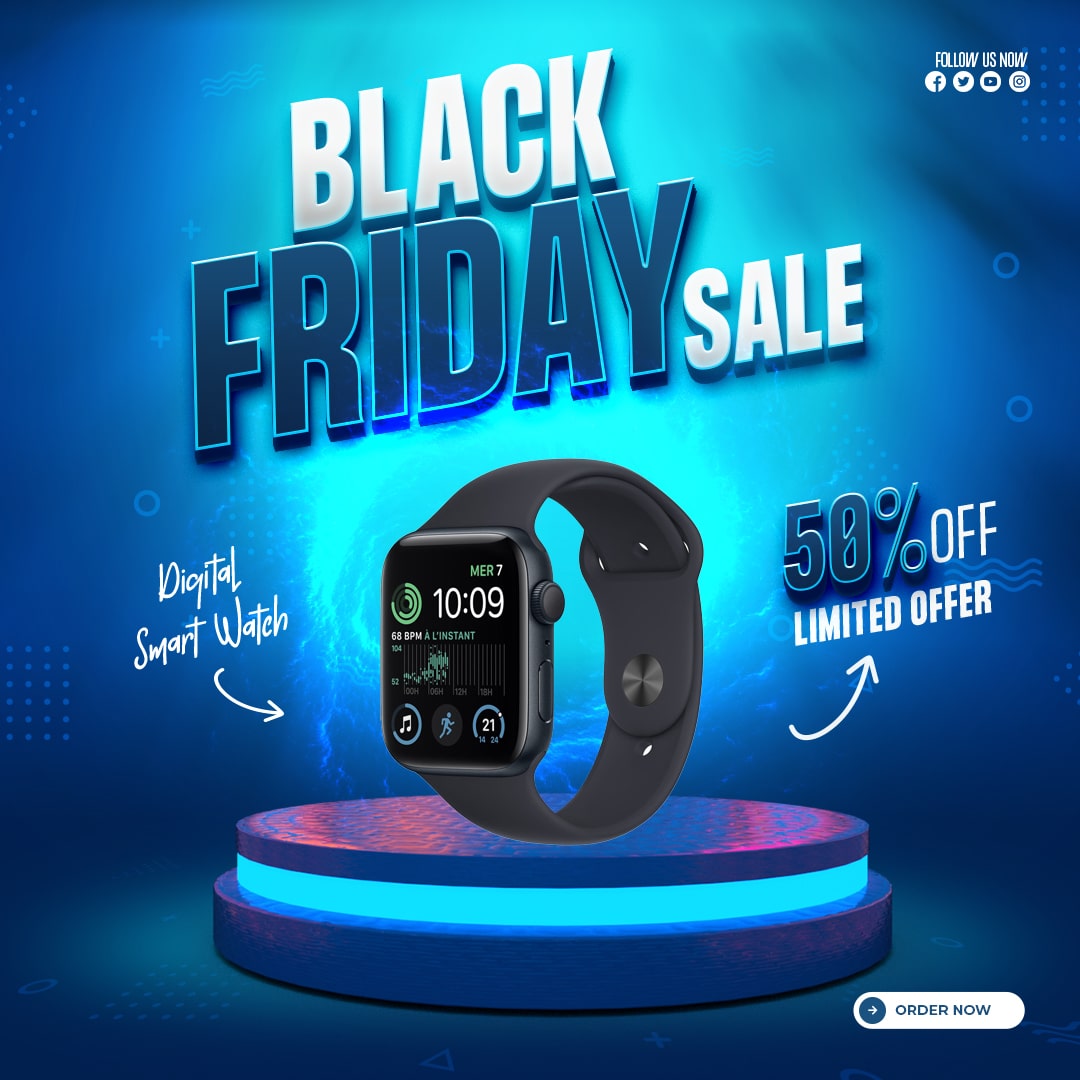 FOLLOW US NOW
BLACK
FRIDAY SALE
50% OFF
LIMITED OFFER
Digital
Smart Watch
MER 7
10:09
68 BPM À L'INSTANT
104
52
00H 06H 12H 18H
21
14 24
ORDER NOW